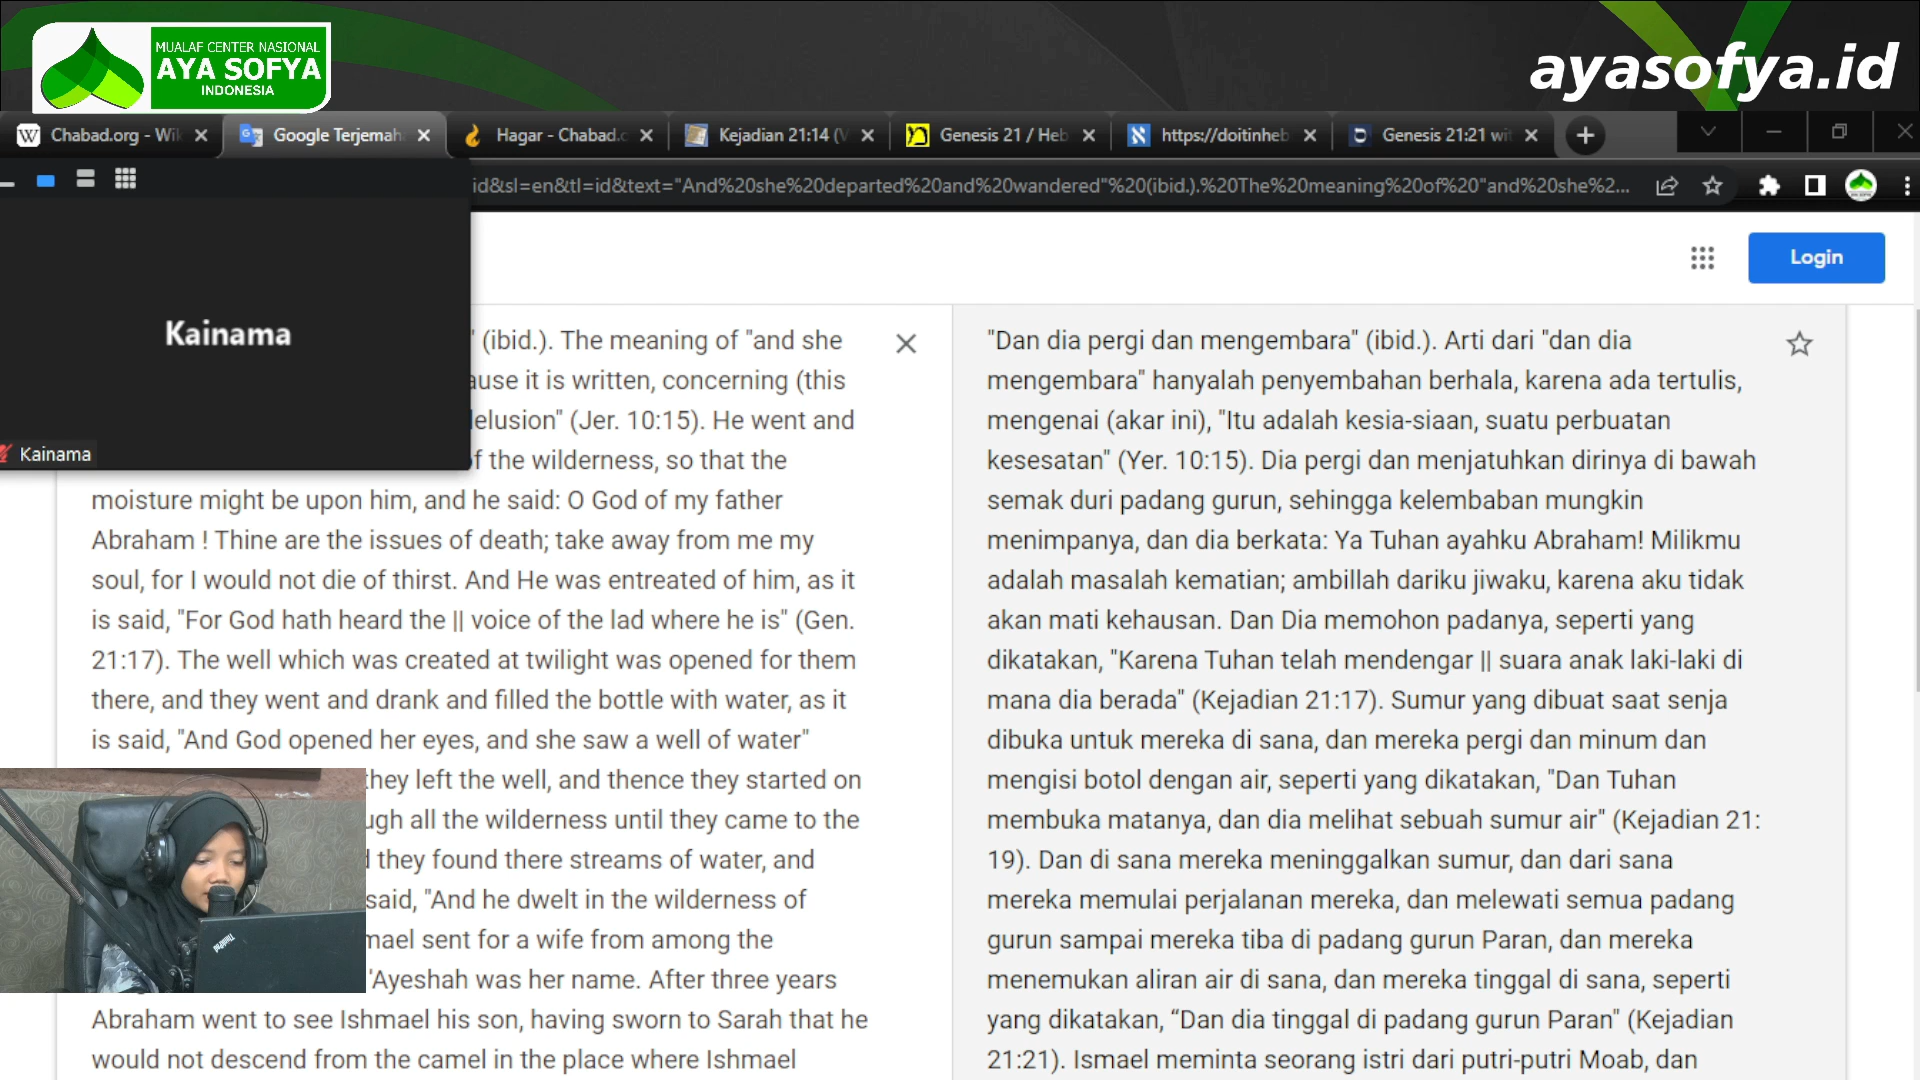 MUALAF CENTER NASIONAL
AYA SOFYA
INDONESIA
ayasofya.id
Chabad.org - Wik
Google Terjemah
Hagar - Chabad.c
Kejadian 21:14 (V
Genesis 21 / Heb
https://doitinheb
Genesis 21:21 wit
id&sl=en&tl=id&text="And%20she%20departed%20and%20wandered"%20(ibid.).%20The%20meaning%20of%20"and%20she%2...
Login
Kainama
Kainama
" (ibid.). The meaning of "and she
ause it is written, concerning (this
elusion" (Jer. 10:15). He went and
f the wilderness, so that the
moisture might be upon him, and he said: O God of my father
Abraham ! Thine are the issues of death; take away from me my
soul, for I would not die of thirst. And He was entreated of him, as it
is said, "For God hath heard the || voice of the lad where he is" (Gen.
21:17). The well which was created at twilight was opened for them
there, and they went and drank and filled the bottle with water, as it
is said, "And God opened her eyes, and she saw a well of water"
they left the well, and thence they started on
ugh all the wilderness until they came to the
d they found there streams of water, and
said, "And he dwelt in the wilderness of
mael sent for a wife from among the
'Ayeshah was her name. After three years
Abraham went to see Ishmael his son, having sworn to Sarah that he
would not descend from the camel in the place where Ishmael
"Dan dia pergi dan mengembara" (ibid.). Arti dari "dan dia
mengembara" hanyalah penyembahan berhala, karena ada tertulis,
mengenai (akar ini), "Itu adalah kesia-siaan, suatu perbuatan
kesesatan" (Yer. 10:15). Dia pergi dan menjatuhkan dirinya di bawah
semak duri padang gurun, sehingga kelembaban mungkin
menimpanya, dan dia berkata: Ya Tuhan ayahku Abraham! Milikmu
adalah masalah kematian; ambillah dariku jiwaku, karena aku tidak
akan mati kehausan. Dan Dia memohon padanya, seperti yang
dikatakan, "Karena Tuhan telah mendengar || suara anak laki-laki di
mana dia berada" (Kejadian 21:17). Sumur yang dibuat saat senja
dibuka untuk mereka di sana, dan mereka pergi dan minum dan
mengisi botol dengan air, seperti yang dikatakan, "Dan Tuhan
membuka matanya, dan dia melihat sebuah sumur air" (Kejadian 21:
19). Dan di sana mereka meninggalkan sumur, dan dari sana
mereka memulai perjalanan mereka, dan melewati semua padang
gurun sampai mereka tiba di padang gurun Paran, dan mereka
menemukan aliran air di sana, dan mereka tinggal di sana, seperti
yang dikatakan, “Dan dia tinggal di padang gurun Paran" (Kejadian
21:21). Ismael meminta seorang istri dari putri-putri Moab, dan
ThinkPad